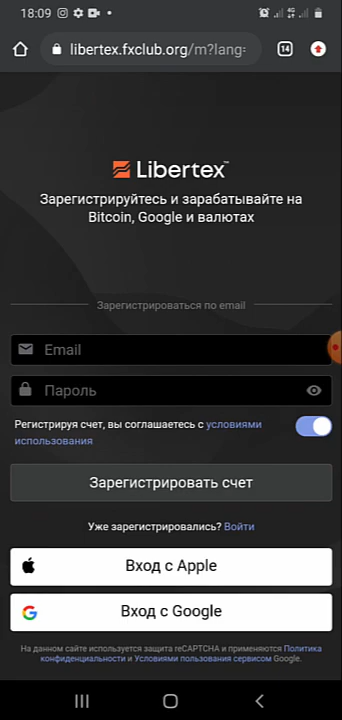 18:09
libertex.fxclub.org/m?lang=
14
Libertex™
Зарегистрируйтесь и зарабатывайте на
Bitcoin, Google и валютах
Зарегистрироваться по email
Email
Пароль
Регистрируя счет, вы соглашаетесь с условиями
использования
Зарегистрировать счет
Уже зарегистрировались? Войти
Вход с Apple
Вход с Google
На данном сайте используется защита reCAPTCHA и применяются Политика
конфиденциальности и Условиями пользования сервисом Google.